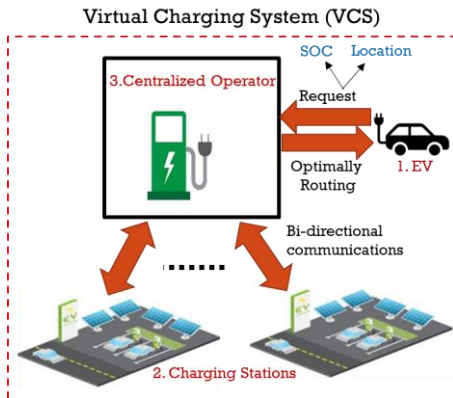 Virtual Charging System (VCS)
SOC Location
3.Centralized Operator
Request
Optimally
Routing
1. EV
Bi-directional
communications
2. Charging Stations